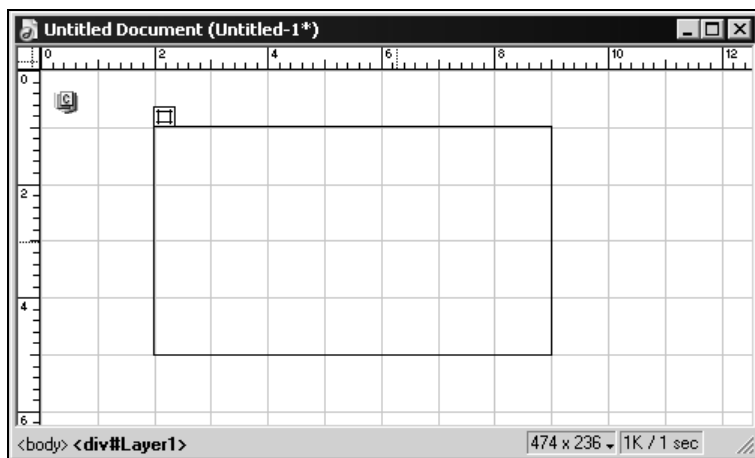 Untitled Document (Untitled-1*)
0 2 4 6 8 10 12
0
C
2
4
6
<body> <div#Layer1> 474 x 236 1K / 1 sec